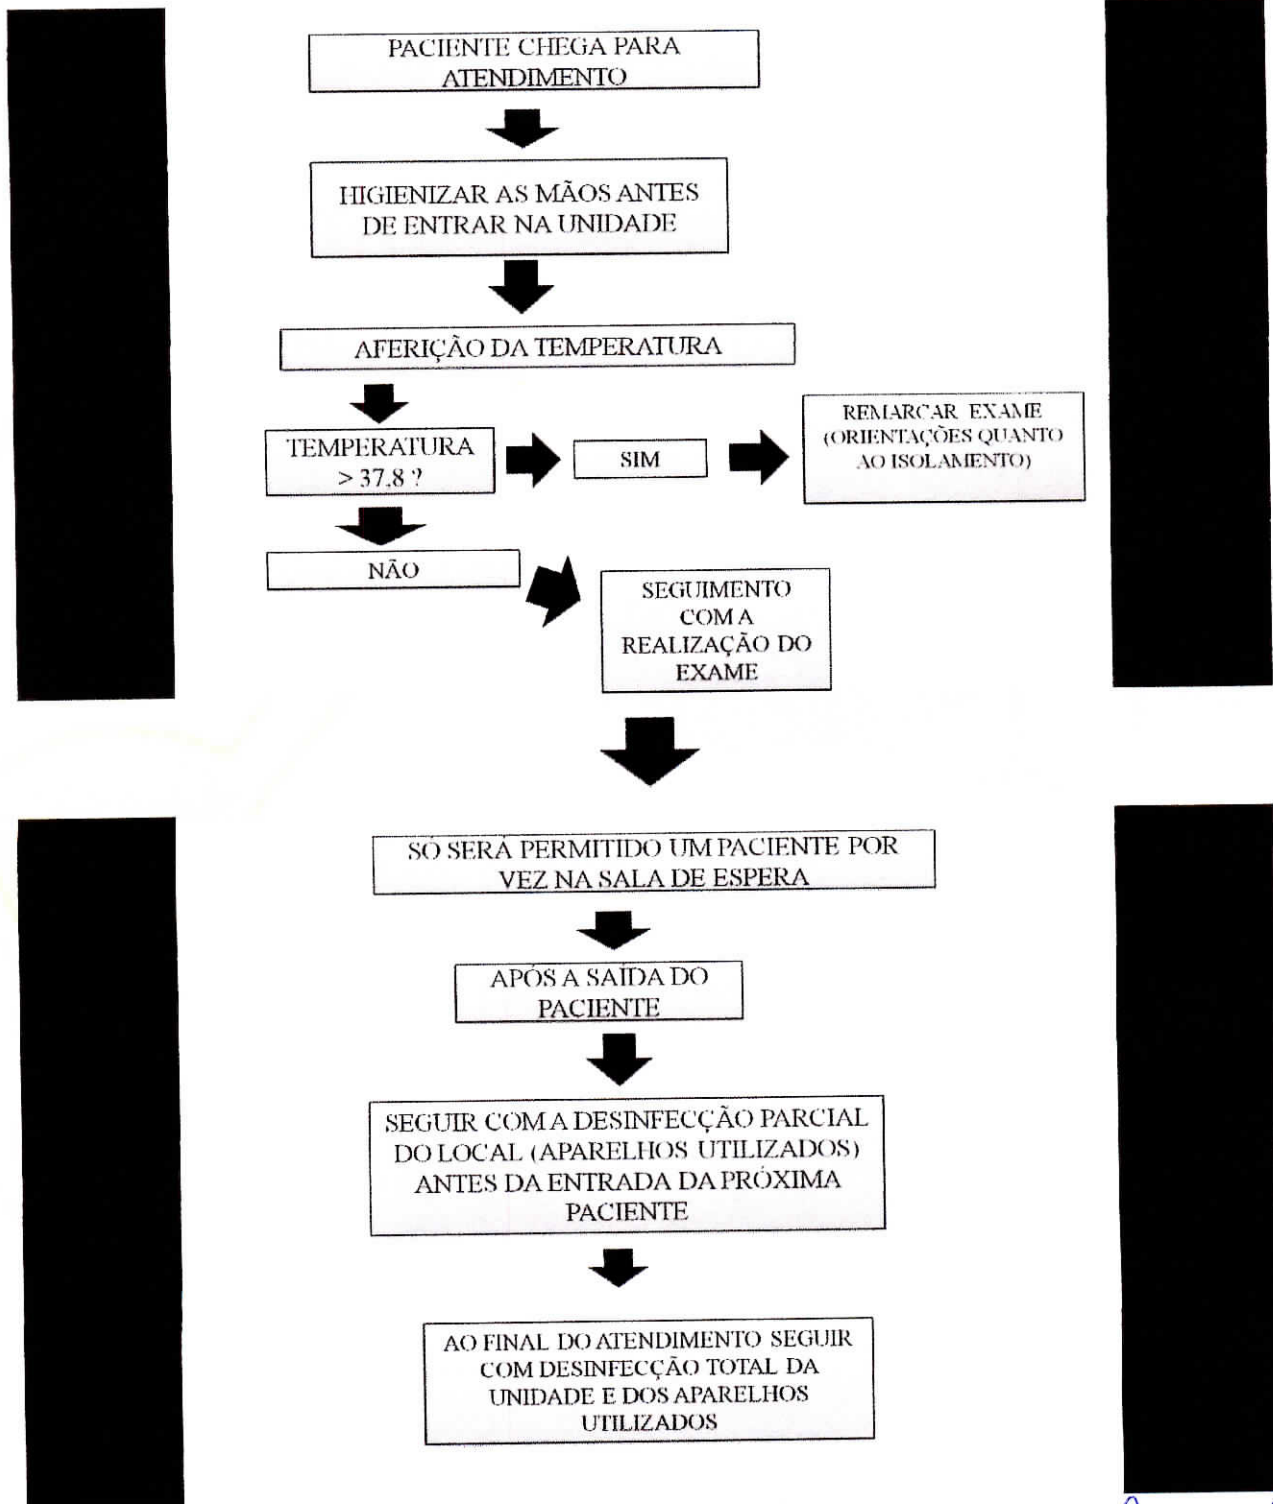 PACIENTE CHEGA PARA
ATENDIMENTO
HIGIENIZAR AS MÃOS ANTES
DE ENTRAR NA UNIDADE
AFERIÇÃO DA TEMPERATURA
TEMPERATURA
> 37,8 ?
SIM
REMARCAR EXAME
(ORIENTAÇÕES QUANTO
AO ISOLAMENTO)
NÃO
SEGUIMENTO
COM A
REALIZAÇÃO DO
EXAME
SÓ SERÁ PERMITIDO UM PACIENTE POR
VEZ NA SALA DE ESPERA
APÓS A SAÍDA DO
PACIENTE
SEGUIR COM A DESINFECÇÃO PARCIAL
DO LOCAL (APARELHOS UTILIZADOS)
ANTES DA ENTRADA DA PRÓXIMA
PACIENTE
AO FINAL DO ATENDIMENTO SEGUIR
COM DESINFECÇÃO TOTAL DA
UNIDADE E DOS APARELHOS
UTILIZADOS